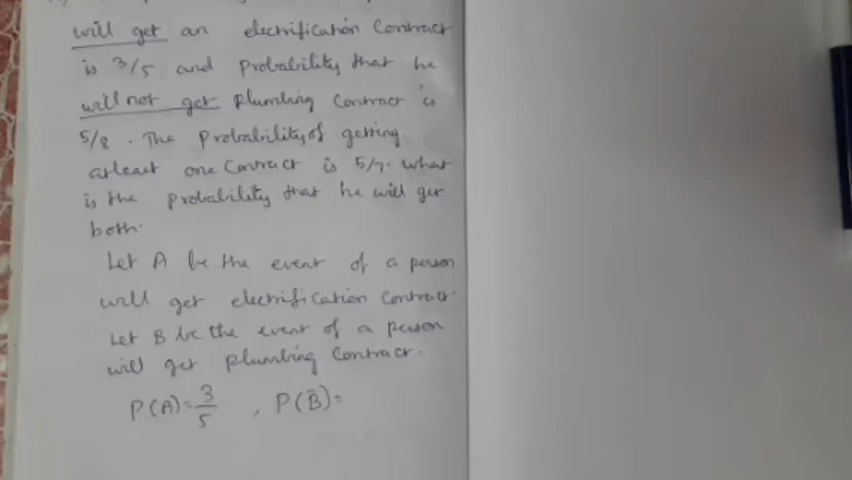 will get an electrification Contract
is 3/5 and Probability that he
will not get plumbing Contract is
5/8. The Probability of getting
atleast one Contract is 5/7. what
is the probability that he will get
both.
Let A be the event of a person
will get electrification Contract.
Let B be the event of a person
will get plumbing Contract.
P(A)=3/5 , P(B̄)=